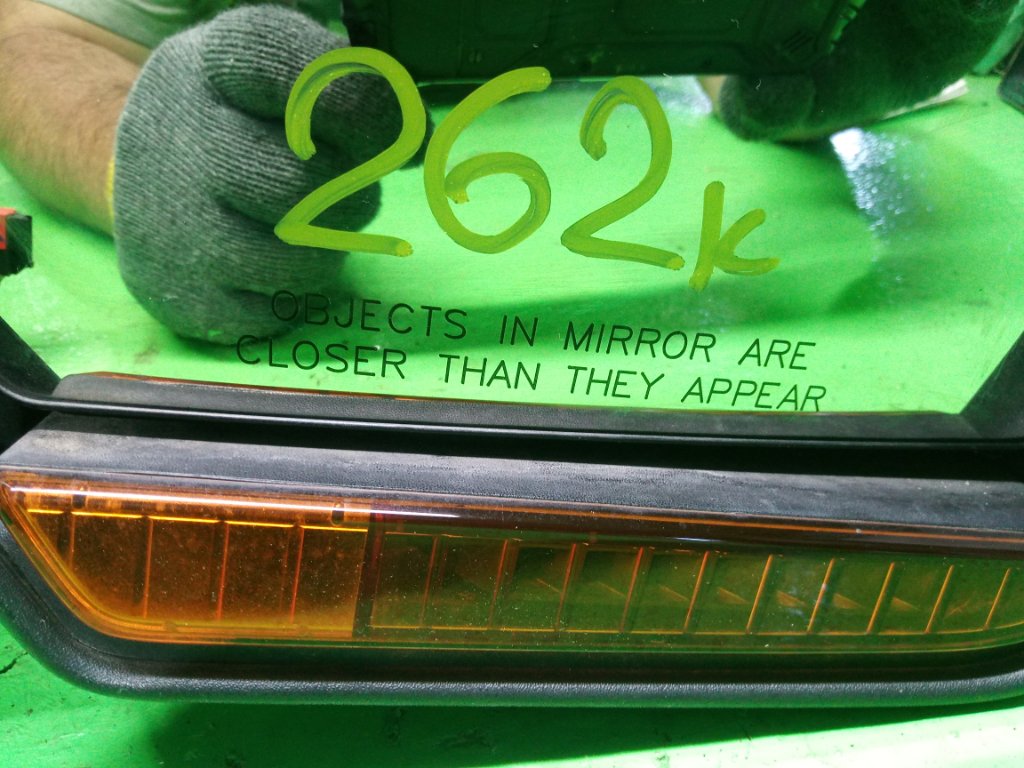 262k
OBJECTS IN MIRROR ARE
CLOSER THAN THEY APPEAR